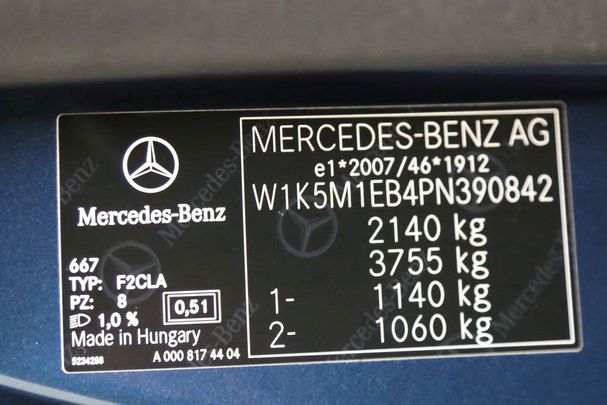 Mercedes-Benz
667
TYP: F2CLA
PZ: 8
1,0 %
0,51
Made in Hungary
5234288
A 000 817 44 04
MERCEDES-BENZ AG
e1*2007/46*1912
W1K5M1EB4PN390842
2140 kg
3755 kg
1- 1140 kg
2- 1060 kg